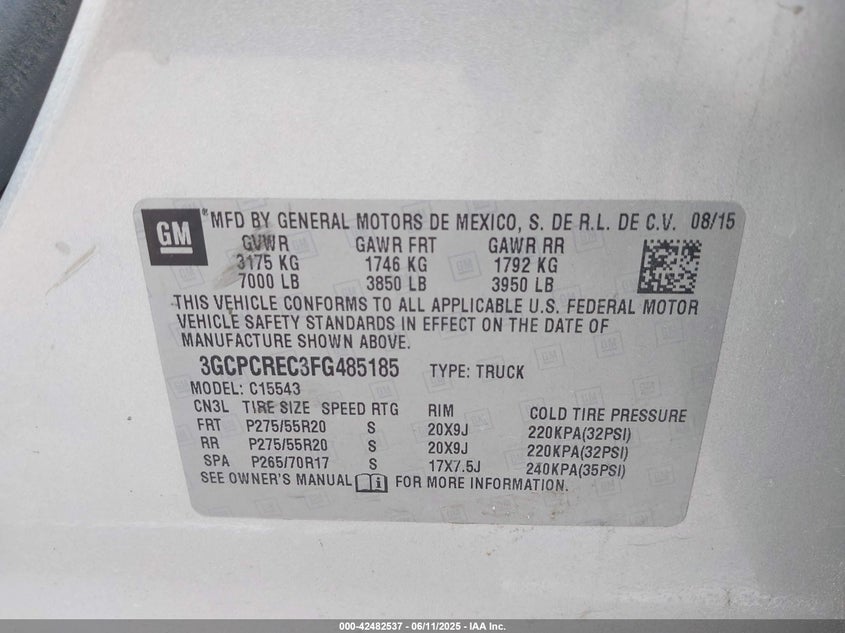 GM
MFD BY GENERAL MOTORS DE MEXICO, S. DE R.L. DE C.V. 08/15
GVWR GAWR FRT GAWR RR
3175 KG 1746 KG 1792 KG
7000 LB 3850 LB 3950 LB
THIS VEHICLE CONFORMS TO ALL APPLICABLE U.S. FEDERAL MOTOR
VEHICLE SAFETY STANDARDS IN EFFECT ON THE DATE OF
MANUFACTURE SHOWN ABOVE.
3GCPCREC3FG485185 TYPE: TRUCK
MODEL: C15543
CN3L TIRE SIZE SPEED RTG RIM COLD TIRE PRESSURE
FRT P275/55R20 S 20X9J 220KPA(32PSI)
RR P275/55R20 S 20X9J 220KPA(32PSI)
SPA P265/70R17 S 17X7.5J 240KPA(35PSI)
SEE OWNER'S MANUAL FOR MORE INFORMATION.
000-42482537 - 06/11/2025 - IAA Inc.